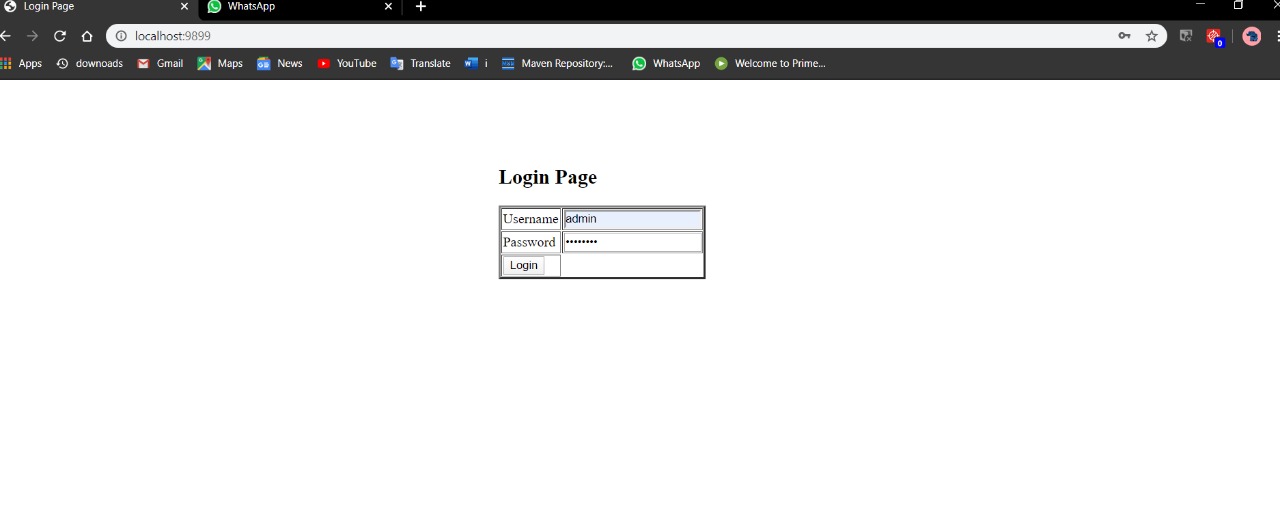 Login Page
WhatsApp
localhost:9899
0
Apps downoads Gmail Maps News YouTube Translate i Maven Repository:... WhatsApp Welcome to Prime...
Login Page
Username admin
Password ••••••••
Login